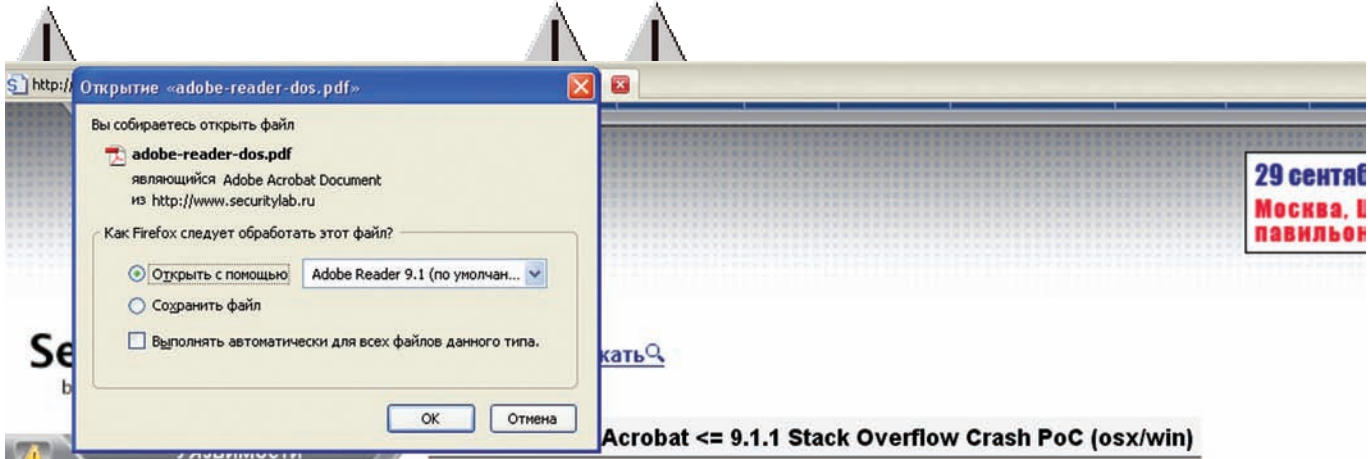 http://
Открытие «adobe-reader-dos.pdf»
Вы собираетесь открыть файл
adobe-reader-dos.pdf
являющийся Adobe Acrobat Document
из http://www.securitylab.ru
Как Firefox следует обработать этот файл?
Открыть с помощью Adobe Reader 9.1 (по умолчан...
Сохранить файл
Выполнять автоматически для всех файлов данного типа.
OK Отмена
29 сентяб
Москва, Ц
павильон
Se
b
кать
Acrobat <= 9.1.1 Stack Overflow Crash PoC (osx/win)